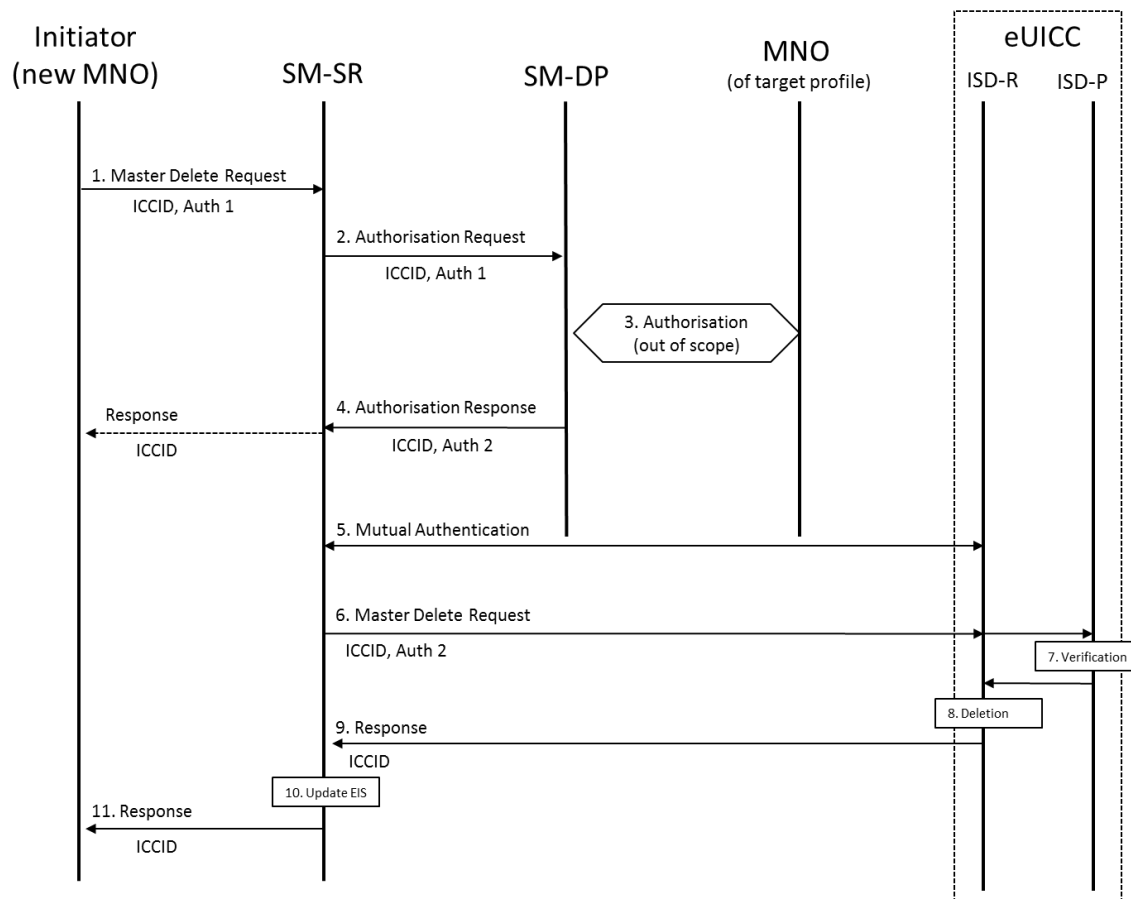 Initiator
(new MNO)
SM-SR
SM-DP
MNO
(of target profile)
eUICC
ISD-R
ISD-P
1. Master Delete Request
ICCID, Auth 1
2. Authorisation Request
ICCID, Auth 1
3. Authorisation
(out of scope)
4. Authorisation Response
ICCID, Auth 2
Response
ICCID
5. Mutual Authentication
6. Master Delete Request
ICCID, Auth 2
7. Verification
8. Deletion
9. Response
ICCID
10. Update EIS
11. Response
ICCID